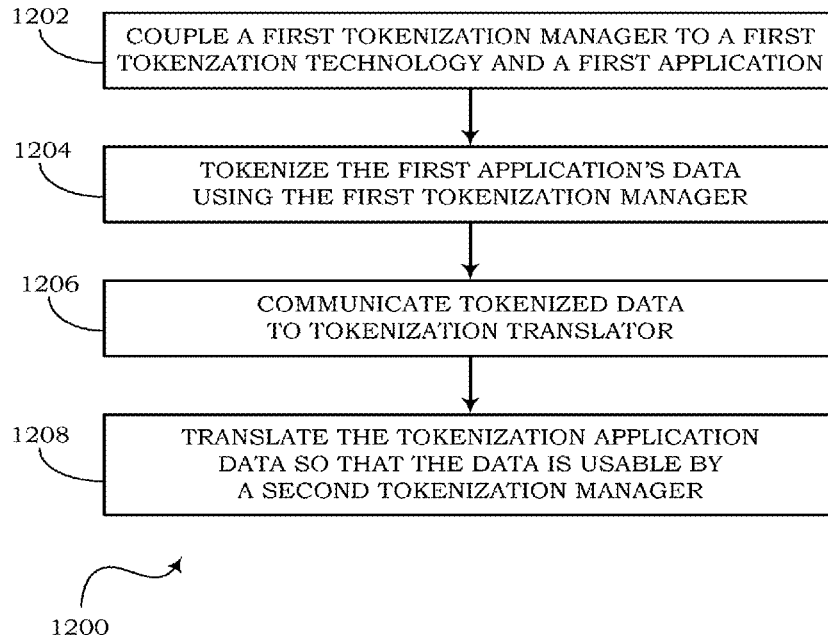 1202
COUPLE A FIRST TOKENIZATION MANAGER TO A FIRST
TOKENZATION TECHNOLOGY AND A FIRST APPLICATION
1204
TOKENIZE THE FIRST APPLICATION'S DATA
USING THE FIRST TOKENIZATION MANAGER
1206
COMMUNICATE TOKENIZED DATA
TO TOKENIZATION TRANSLATOR
1208
TRANSLATE THE TOKENIZATION APPLICATION
DATA SO THAT THE DATA IS USABLE BY
A SECOND TOKENIZATION MANAGER
1200